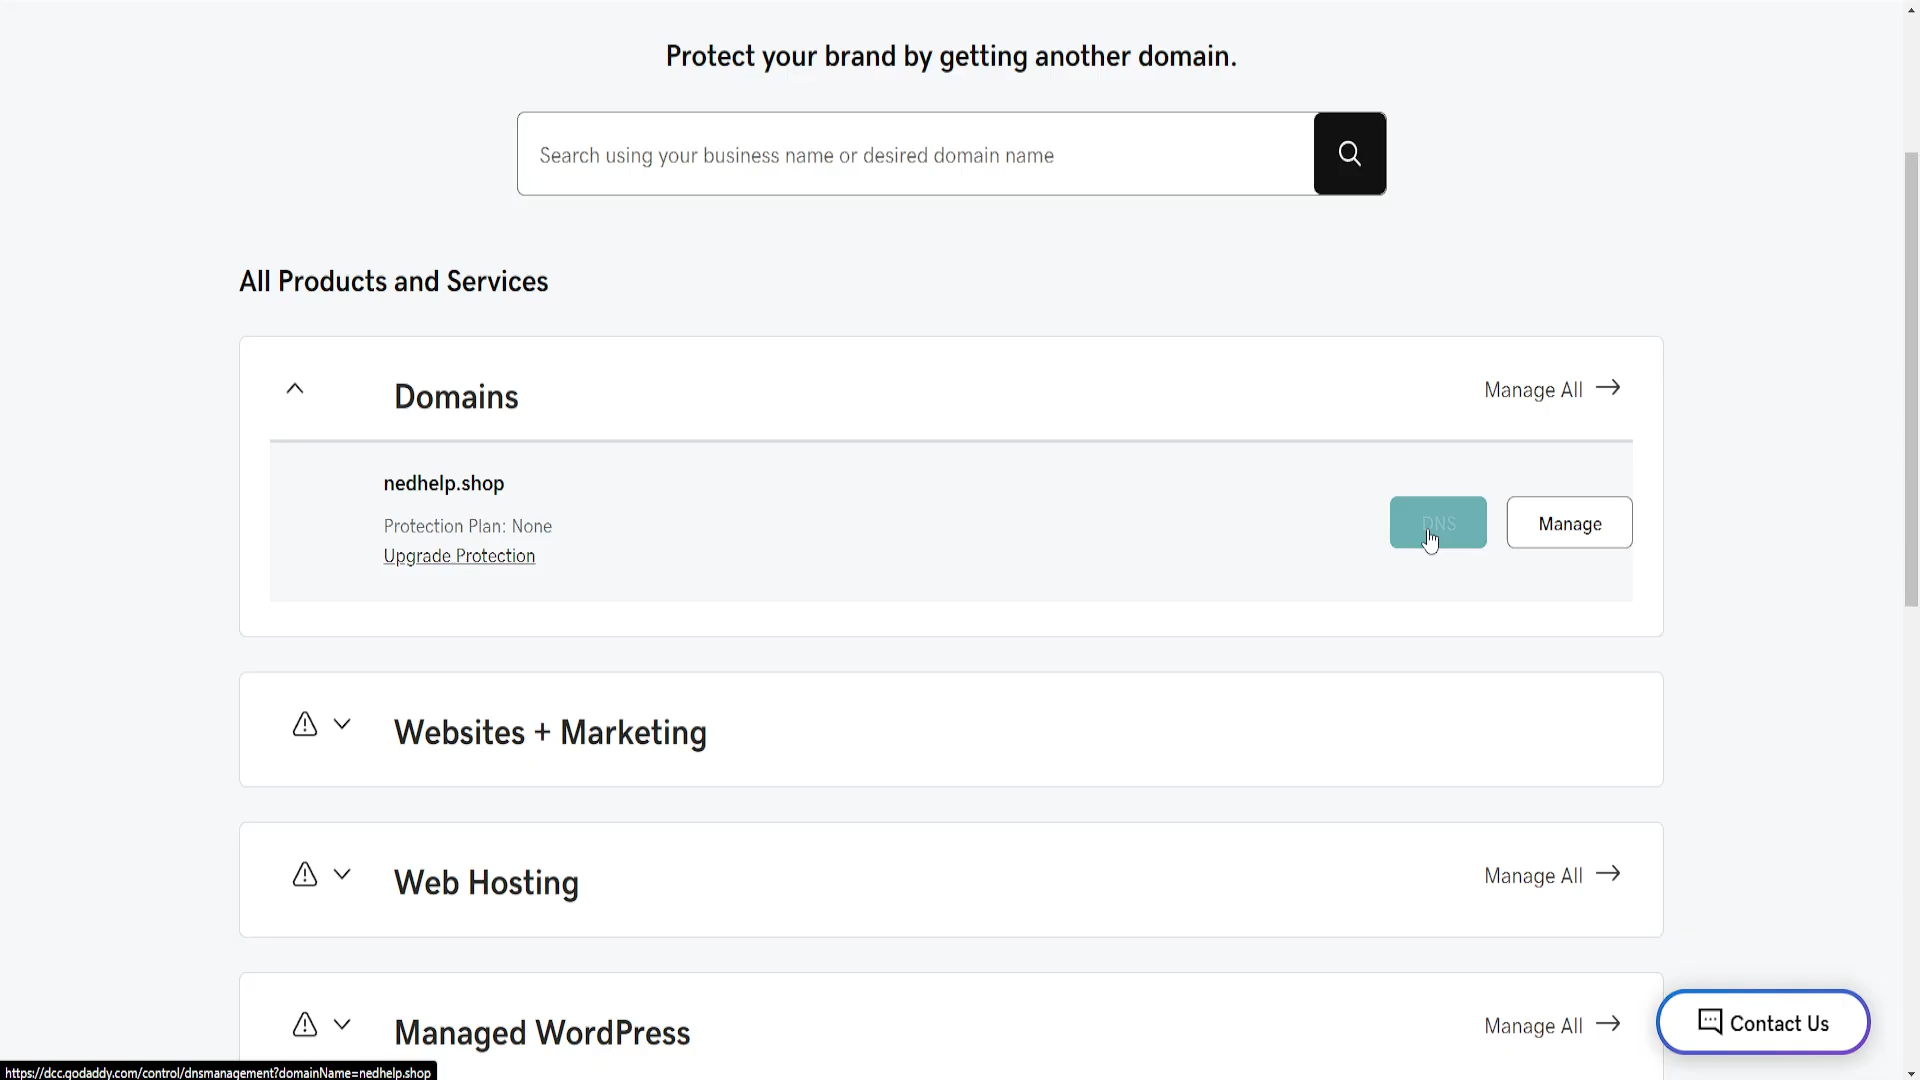 Protect your brand by getting another domain.
Search using your business name or desired domain name
All Products and Services
Domains
Manage All
nedhelp.shop
Protection Plan: None
Upgrade Protection
DNS
Manage
Websites + Marketing
Web Hosting
Manage All
Managed WordPress
Manage All
Contact Us
https://dcc.godaddy.com/control/dnsmanagement?domainName=nedhelp.shop